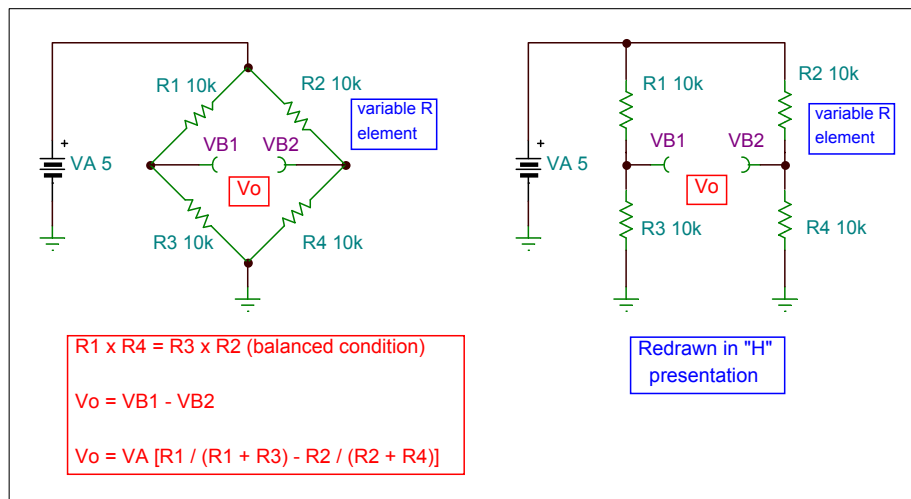 R1 10k
R2 10k
variable R
element
VB1
VB2
+
VA 5
Vo
R3 10k
R4 10k
R2 10k
R1 10k
variable R
element
VB1
VB2
+
VA 5
Vo
R3 10k
R4 10k
R1 x R4 = R3 x R2 (balanced condition)
Vo = VB1 - VB2
Vo = VA [R1 / (R1 + R3) - R2 / (R2 + R4)]
Redrawn in "H"
presentation